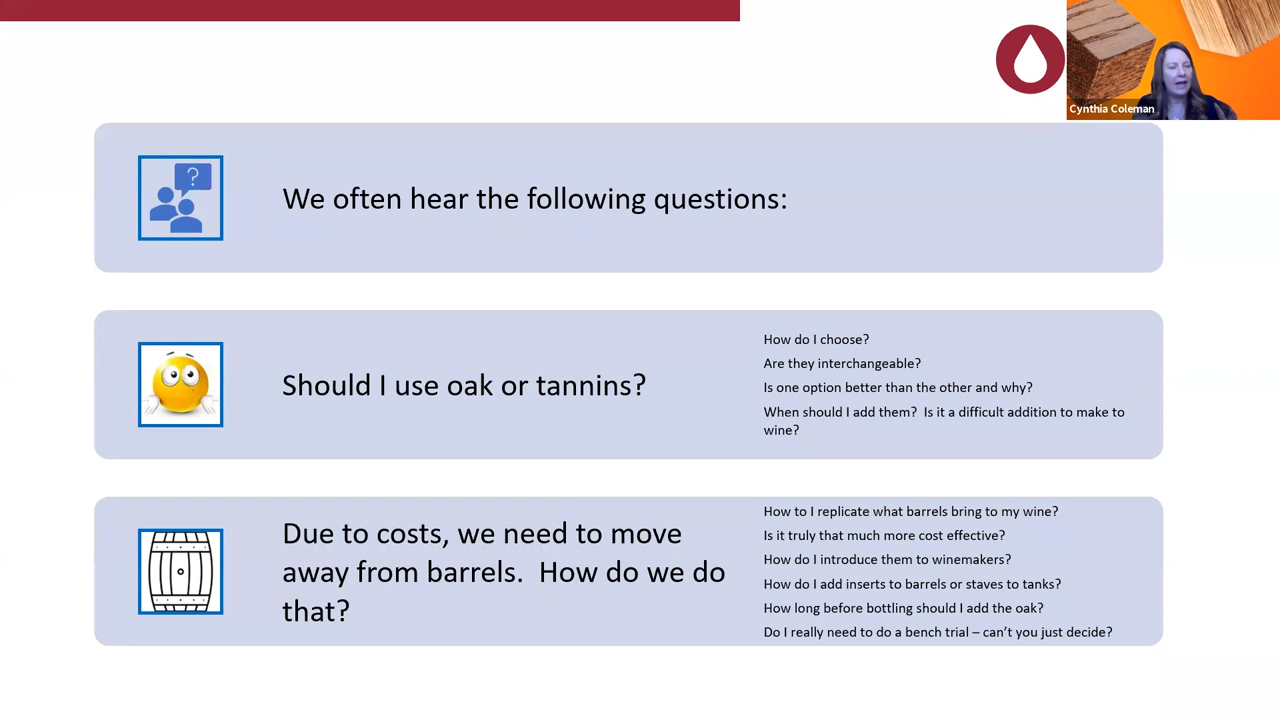 Cynthia Coleman
?
We often hear the following questions:
Should I use oak or tannins?
How do I choose?
Are they interchangeable?
Is one option better than the other and why?
When should I add them?  Is it a difficult addition to make to
wine?
Due to costs, we need to move
away from barrels.  How do we do
that?
How to I replicate what barrels bring to my wine?
Is it truly that much more cost effective?
How do I introduce them to winemakers?
How do I add inserts to barrels or staves to tanks?
How long before bottling should I add the oak?
Do I really need to do a bench trial – can’t you just decide?